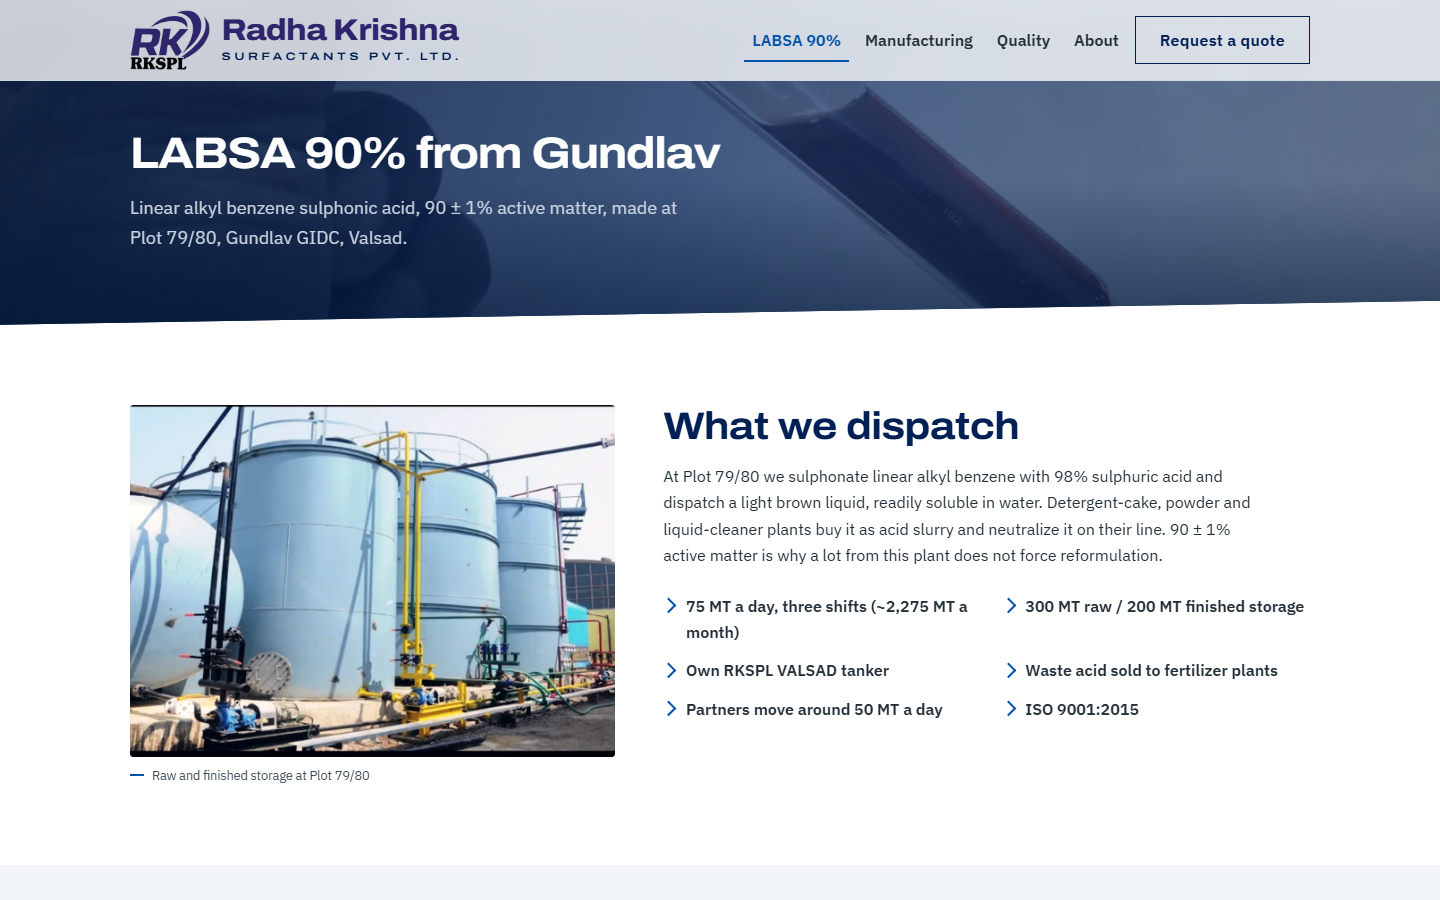 RK
RKSPL
Radha Krishna
SURFACTANTS PVT. LTD.
LABSA 90%
Manufacturing
Quality
About
Request a quote
LABSA 90% from Gundlav
Linear alkyl benzene sulphonic acid, 90 ± 1% active matter, made at
Plot 79/80, Gundlav GIDC, Valsad.
What we dispatch
At Plot 79/80 we sulphonate linear alkyl benzene with 98% sulphuric acid and
dispatch a light brown liquid, readily soluble in water. Detergent-cake, powder and
liquid-cleaner plants buy it as acid slurry and neutralize it on their line. 90 ± 1%
active matter is why a lot from this plant does not force reformulation.
75 MT a day, three shifts (~2,275 MT a
month)
300 MT raw / 200 MT finished storage
Own RKSPL VALSAD tanker
Waste acid sold to fertilizer plants
Partners move around 50 MT a day
ISO 9001:2015
Raw and finished storage at Plot 79/80